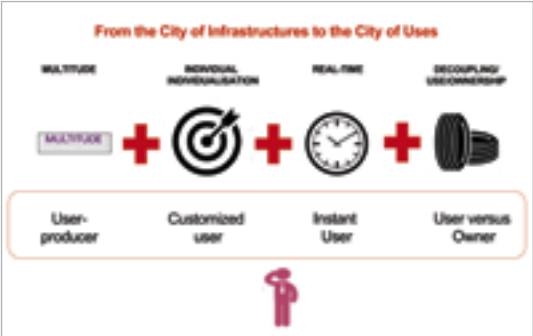 From the City of Infrastructures to the City of Uses
MULTITUDE
INDIVIDUAL
INDIVIDUALISATION
REAL-TIME
DECOUPLING/
USE/OWNERSHIP
MULTITUDE
User-
producer
Customized
user
Instant
User
User versus
Owner